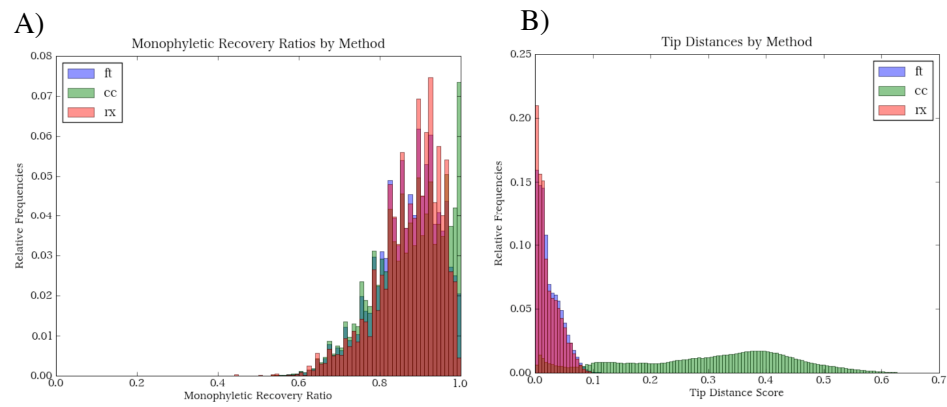 A)
Monophyletic Recovery Ratios by Method
0.08
0.07
0.06
0.05
0.04
0.03
0.02
0.01
0.00
Relative Frequencies
ft
cc
rx
0.0 0.2 0.4 0.6 0.8 1.0
Monophyletic Recovery Ratio
B)
Tip Distances by Method
0.25
0.20
0.15
0.10
0.05
0.00
Relative Frequencies
ft
cc
rx
0.0 0.1 0.2 0.3 0.4 0.5 0.6 0.7
Tip Distance Score